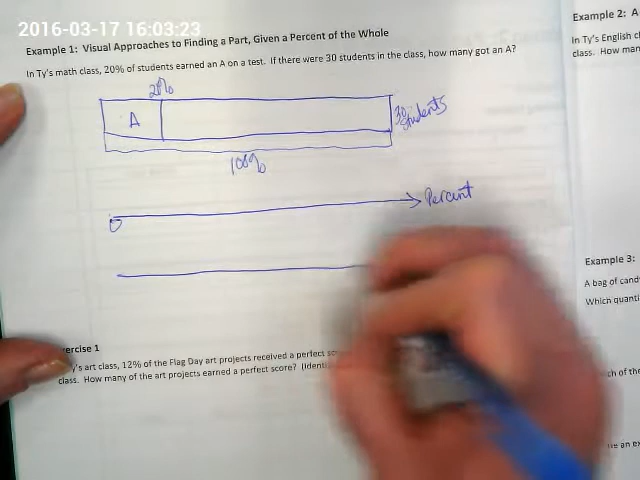 2016-03-17 16:03:23
Example 1: Visual Approaches to Finding a Part, Given a Percent of the Whole
In Ty's math class, 20% of students earned an A on a test. If there were 30 students in the class, how many got an A?
20%
A
30 students
100%
Percent
0
Exercise 1
y's art class, 12% of the Flag Day art projects received a perfect
class. How many of the art projects earned a perfect score?
Example 2: A
In Ty's English
class. How man
Example 3:
A bag of cand
Which quanti
ch of the